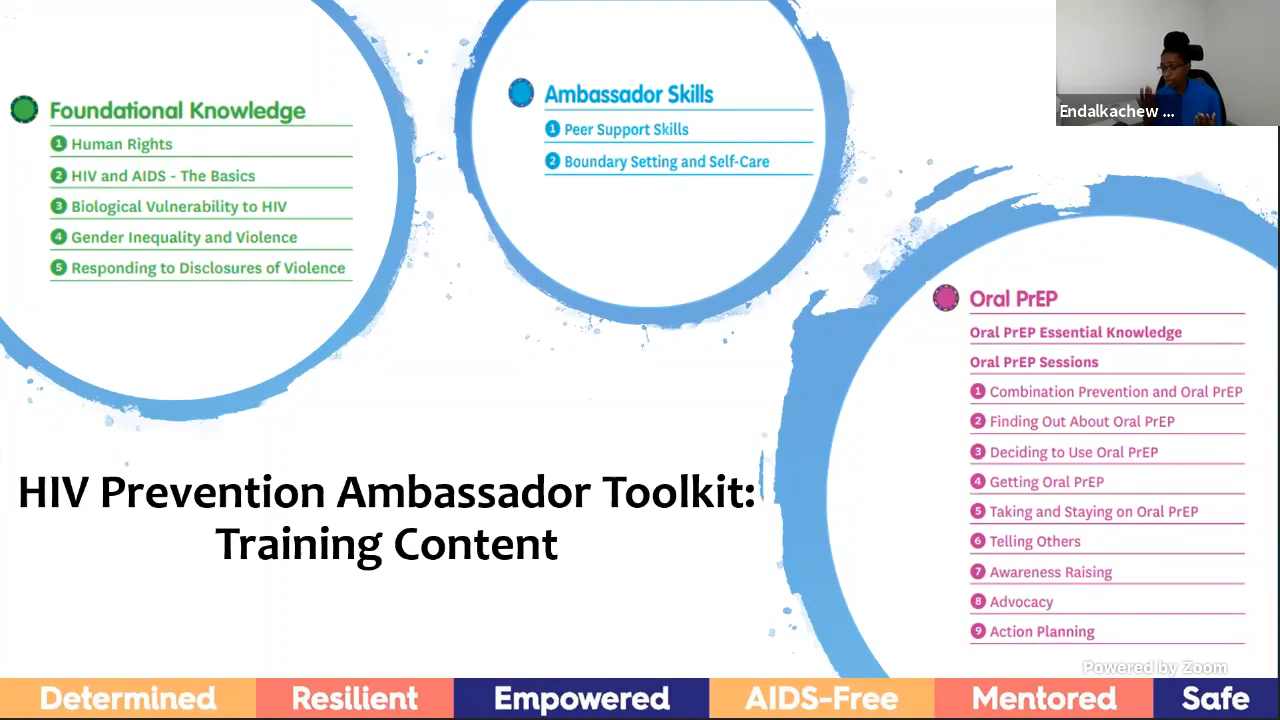 Foundational Knowledge
1 Human Rights
2 HIV and AIDS - The Basics
3 Biological Vulnerability to HIV
4 Gender Inequality and Violence
5 Responding to Disclosures of Violence
Ambassador Skills
1 Peer Support Skills
2 Boundary Setting and Self-Care
Endalkachew ...
Oral PrEP
Oral PrEP Essential Knowledge
Oral PrEP Sessions
1 Combination Prevention and Oral PrEP
2 Finding Out About Oral PrEP
3 Deciding to Use Oral PrEP
4 Getting Oral PrEP
5 Taking and Staying on Oral PrEP
6 Telling Others
7 Awareness Raising
8 Advocacy
9 Action Planning
HIV Prevention Ambassador Toolkit:
Training Content
Powered by Zoom
Determined Resilient Empowered AIDS-Free Mentored Safe